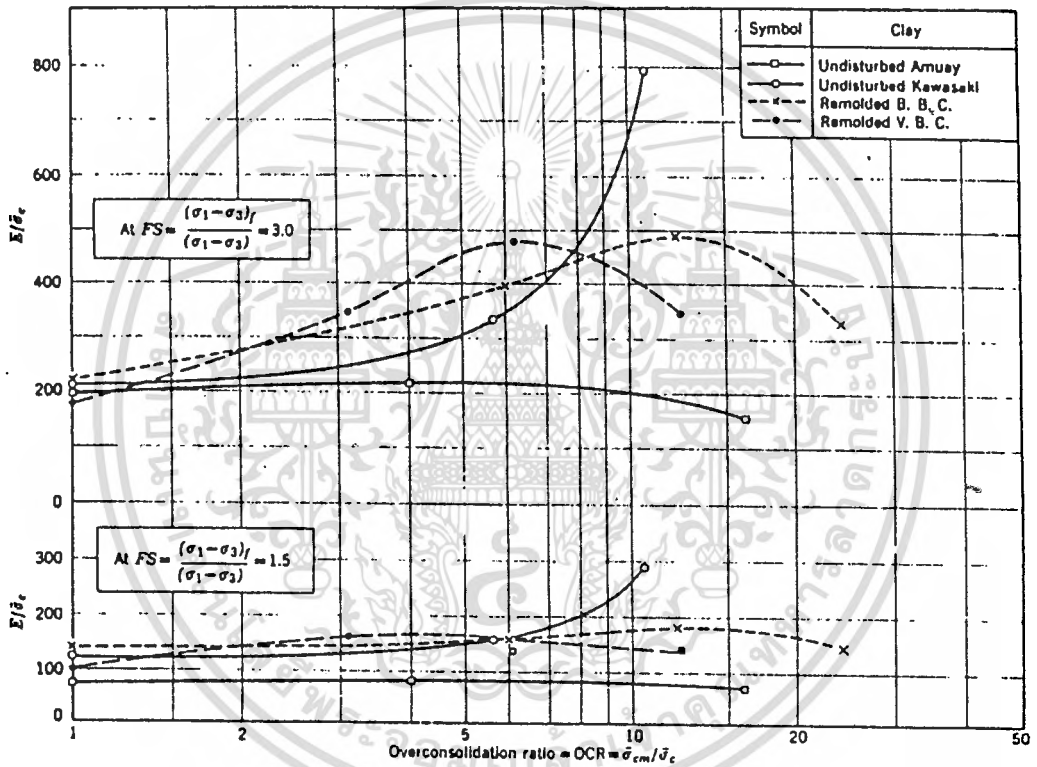 Symbol Clay
Undisturbed Amuay
Undisturbed Kawasaki
Remolded B. B. C.
Remolded V. B. C.
800
600
400
200
0
E/σ̄c
At FS = (σ1−σ3)f / (σ1−σ3) = 3.0
300
200
100
0
E/σ̄c
At FS = (σ1−σ3)f / (σ1−σ3) = 1.5
1 2 5 10 20 50
Overconsolidation ratio = OCR = σ̄cm/σ̄c